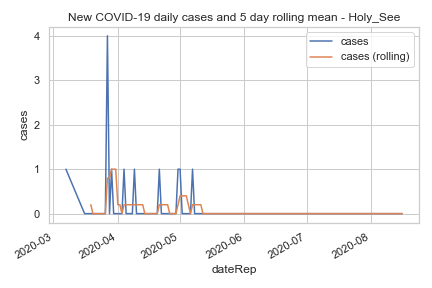 New COVID-19 daily cases and 5 day rolling mean - Holy_See
cases
cases (rolling)
4
3
2
1
0
cases
2020-03
2020-04
2020-05
2020-06
2020-07
2020-08
dateRep